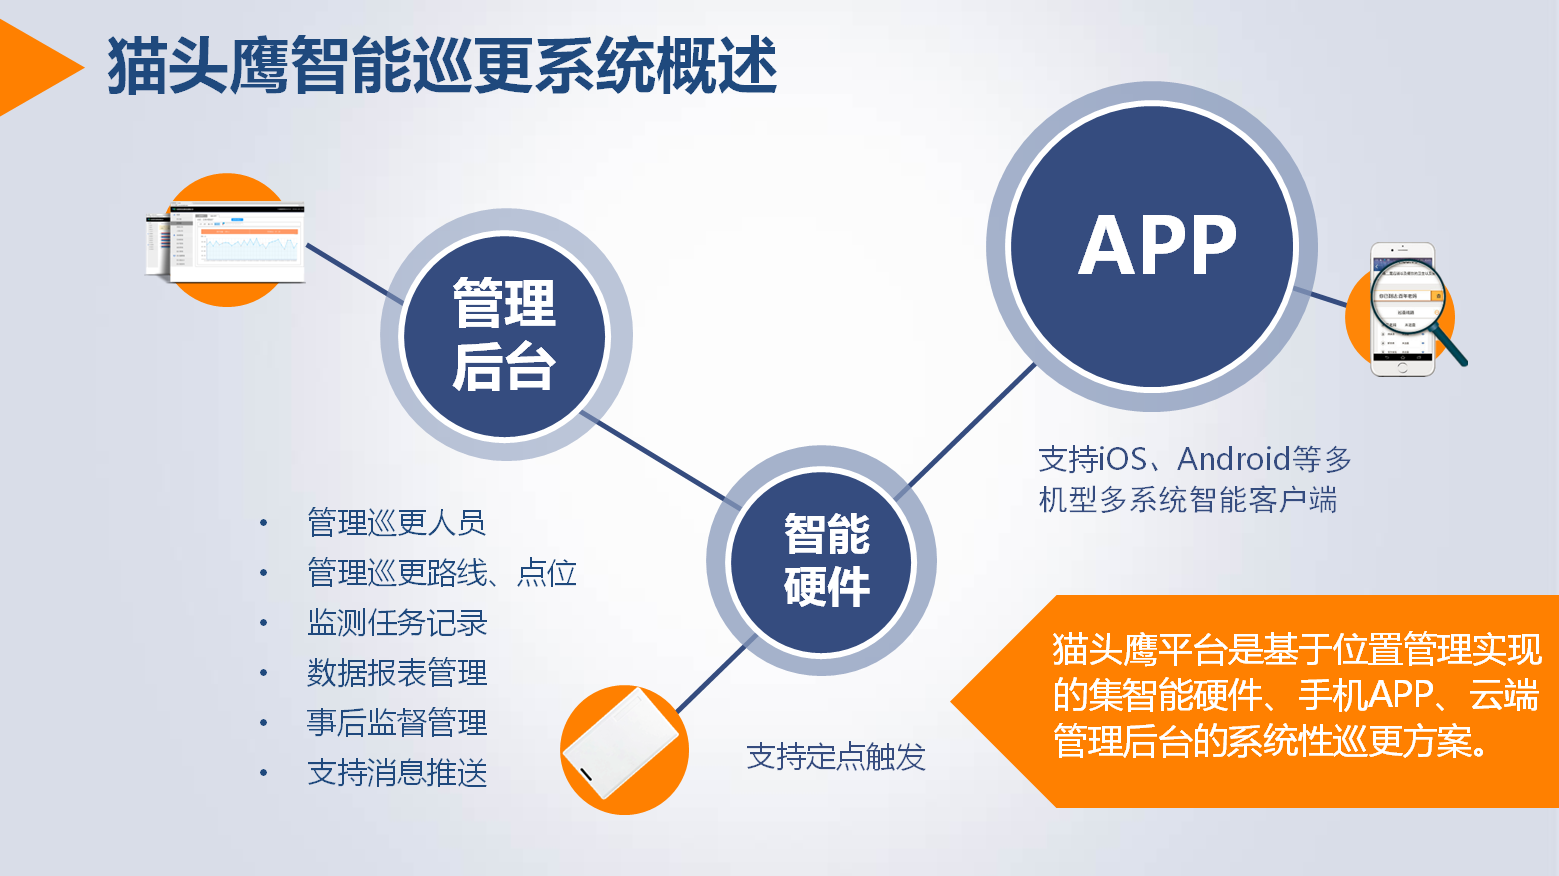 猫头鹰智能巡更系统概述
管理
后台
APP
智能
硬件
支持iOS、Android等多
机型多系统智能客户端
• 管理巡更人员
• 管理巡更路线、点位
• 监测任务记录
• 数据报表管理
• 事后监督管理
• 支持消息推送
支持定点触发
猫头鹰平台是基于位置管理实现
的集智能硬件、手机APP、云端
管理后台的系统性巡更方案。